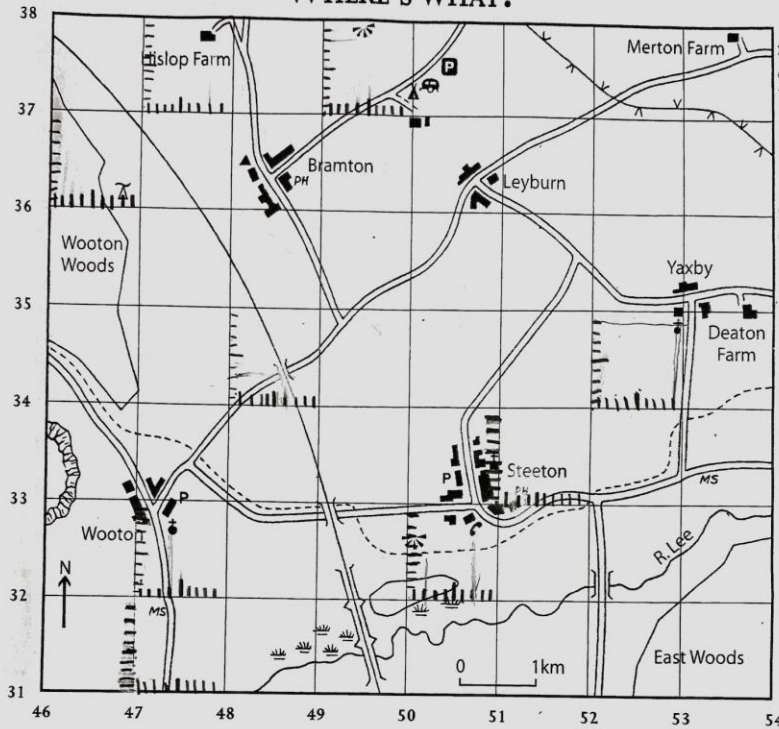 WHERE'S WHAT?
38
Hislop Farm
Merton Farm
P
37
Bramton
PH
Leyburn
36
Wooton
Woods
Yaxby
35
Deaton
Farm
34
P
Steeton
PH
MS
33
P
Wooton
R. Lee
N
32
MS
0 1km
East Woods
31
46 47 48 49 50 51 52 53 54